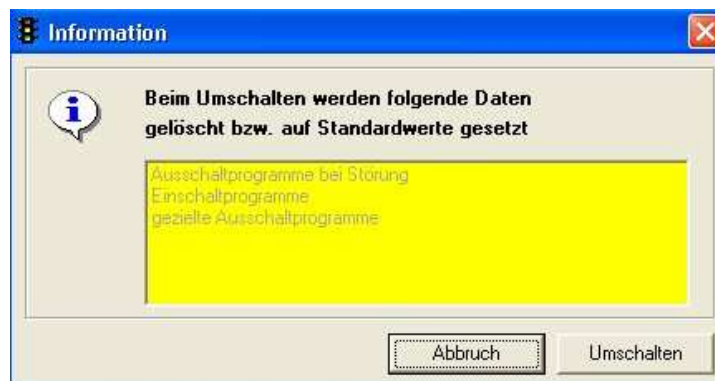 Information
Beim Umschalten werden folgende Daten
gelöscht bzw. auf Standardwerte gesetzt
Ausschaltprogramme bei Störung
Einschaltprogramme
gezielte Ausschaltprogramme
Abbruch
Umschalten